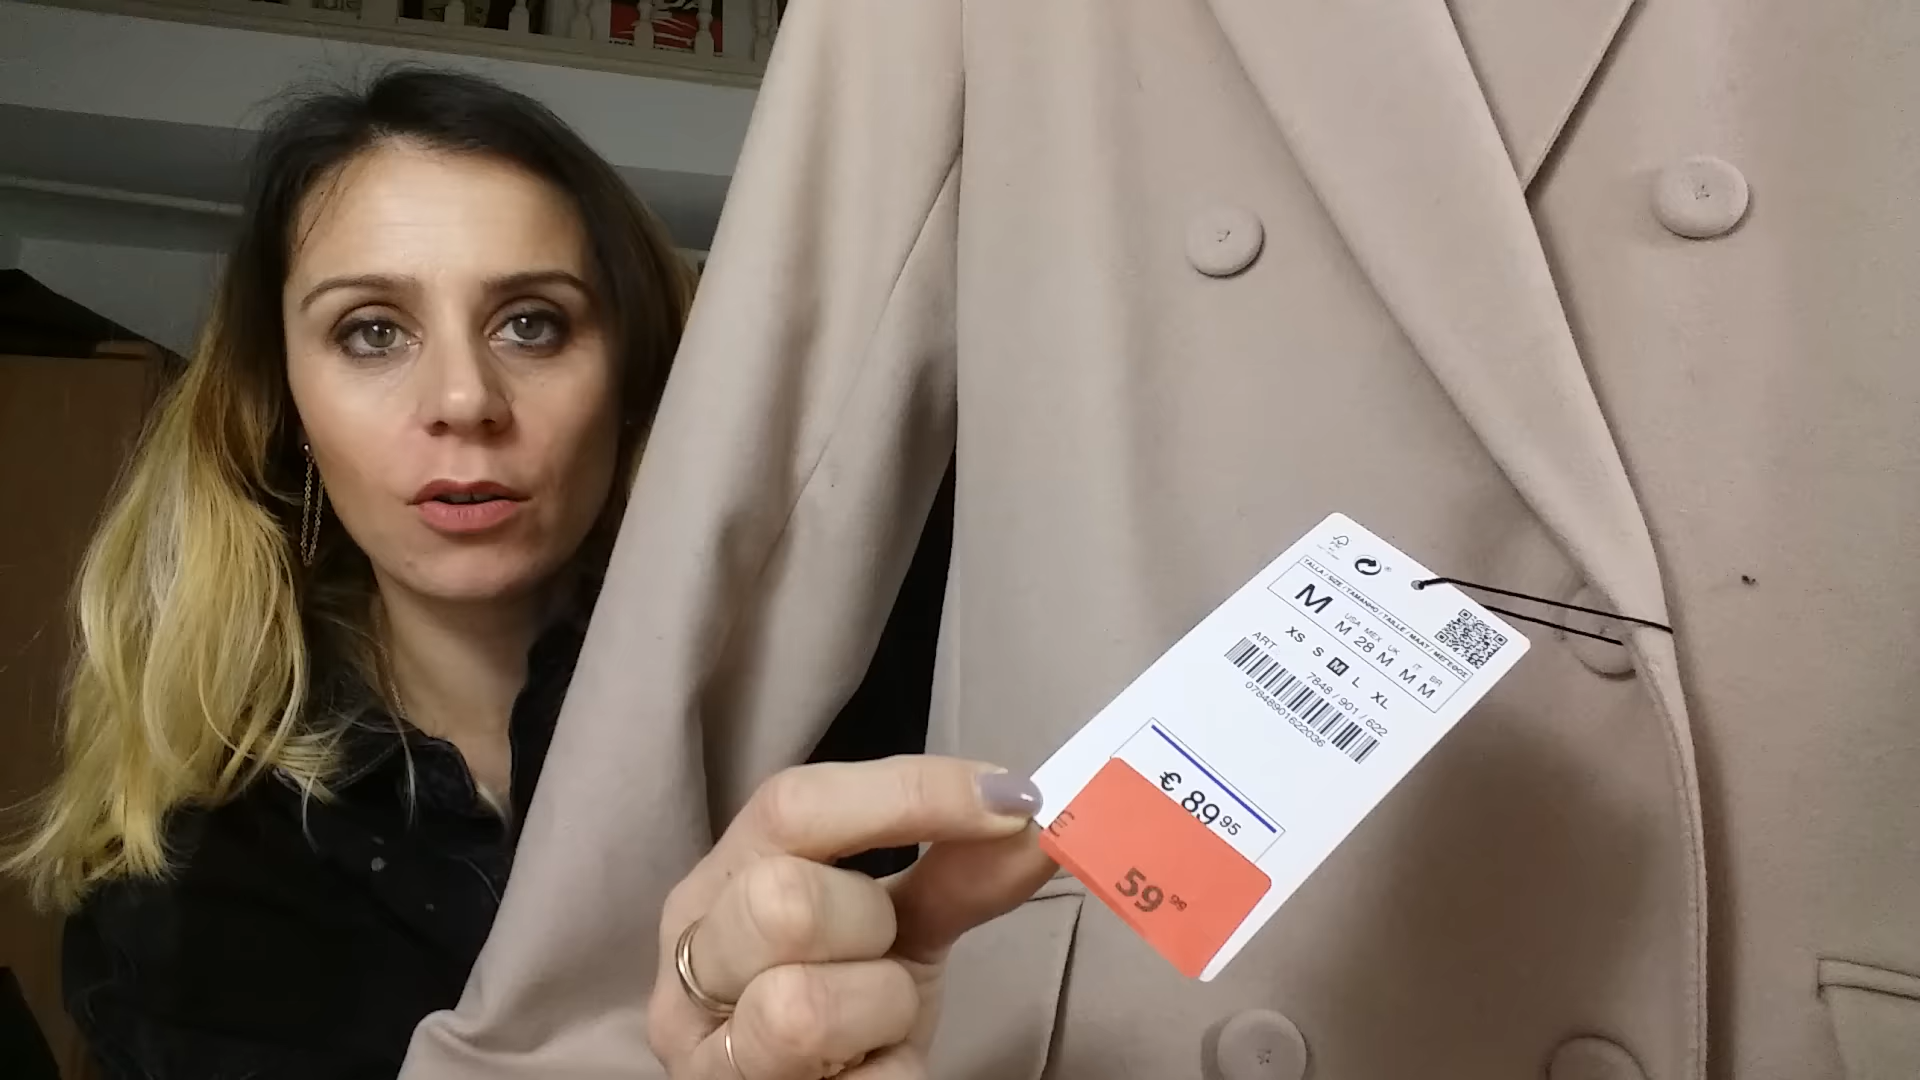 TALLA / SIZE / TAMANHO / TAILLE / MAAT / ΜΕΓΕΘΟΣ
M
USA MEX UK IT BR
M 28 M M M
XS S M L XL
ART. 7848 / 901 / 622
07848901622036
€ 89 95
€ 59 99